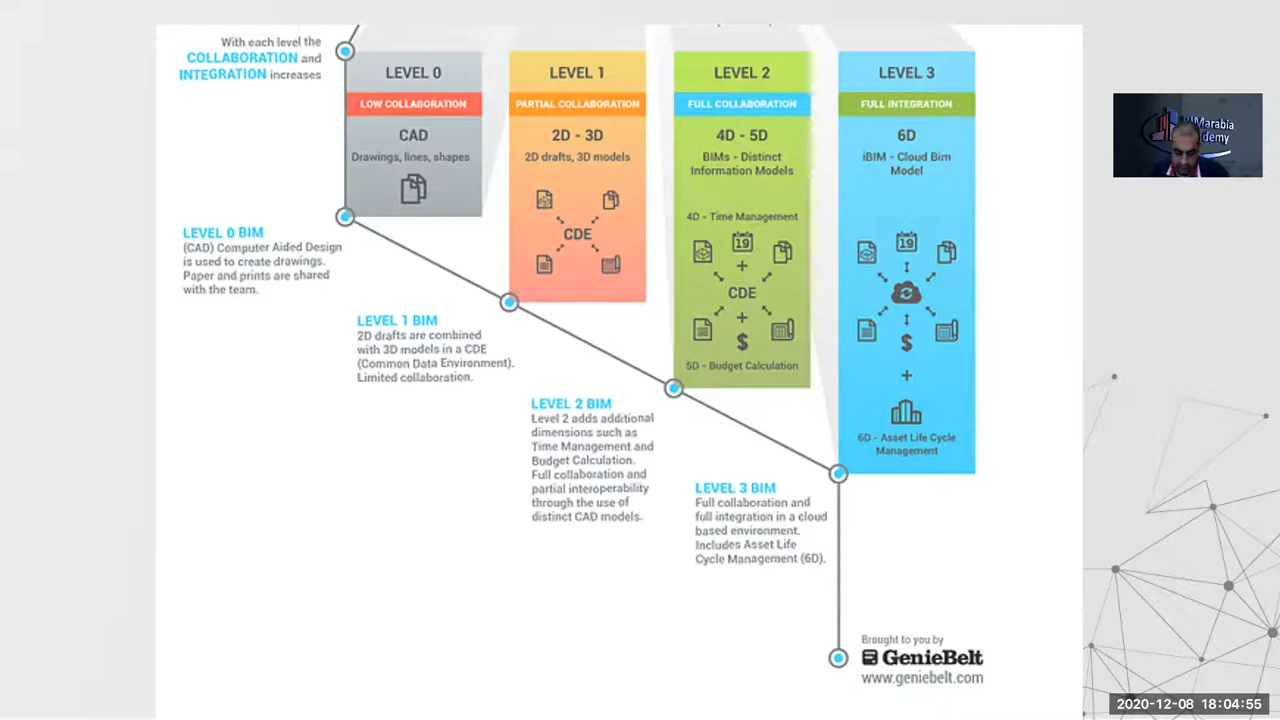 With each level the
COLLABORATION and
INTEGRATION increases
LEVEL 0
LOW COLLABORATION
CAD
Drawings, lines, shapes
LEVEL 1
PARTIAL COLLABORATION
2D - 3D
2D drafts, 3D models
CDE
LEVEL 2
FULL COLLABORATION
4D - 5D
BIMs - Distinct
Information Models
4D - Time Management
19
CDE
$
5D - Budget Calculation
LEVEL 3
FULL INTEGRATION
6D
iBIM - Cloud Bim
Model
19
$
6D - Asset Life Cycle
Management
LEVEL 0 BIM
(CAD) Computer Aided Design
is used to create drawings.
Paper and prints are shared
with the team.
LEVEL 1 BIM
2D drafts are combined
with 3D models in a CDE
(Common Data Environment).
Limited collaboration.
LEVEL 2 BIM
Level 2 adds additional
dimensions such as
Time Management and
Budget Calculation.
Full collaboration and
partial interoperability
through the use of
distinct CAD models.
LEVEL 3 BIM
Full collaboration and
full integration in a cloud
based environment.
Includes Asset Life
Cycle Management (6D).
Brought to you by
GenieBelt
www.geniebelt.com
2020-12-08 18:04:55